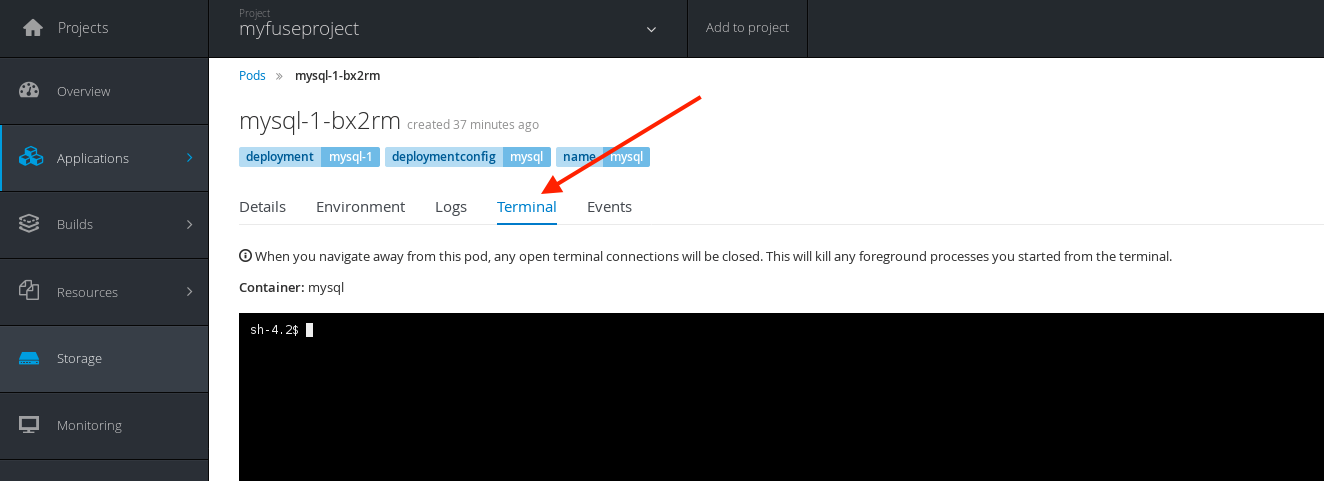 Projects
Project
myfuseproject
Add to project
Overview
Applications
Builds
Resources
Storage
Monitoring
Pods » mysql-1-bx2rm
mysql-1-bx2rm created 37 minutes ago
deployment mysql-1 deploymentconfig mysql name mysql
Details Environment Logs Terminal Events
When you navigate away from this pod, any open terminal connections will be closed. This will kill any foreground processes you started from the terminal.
Container: mysql
sh-4.2$